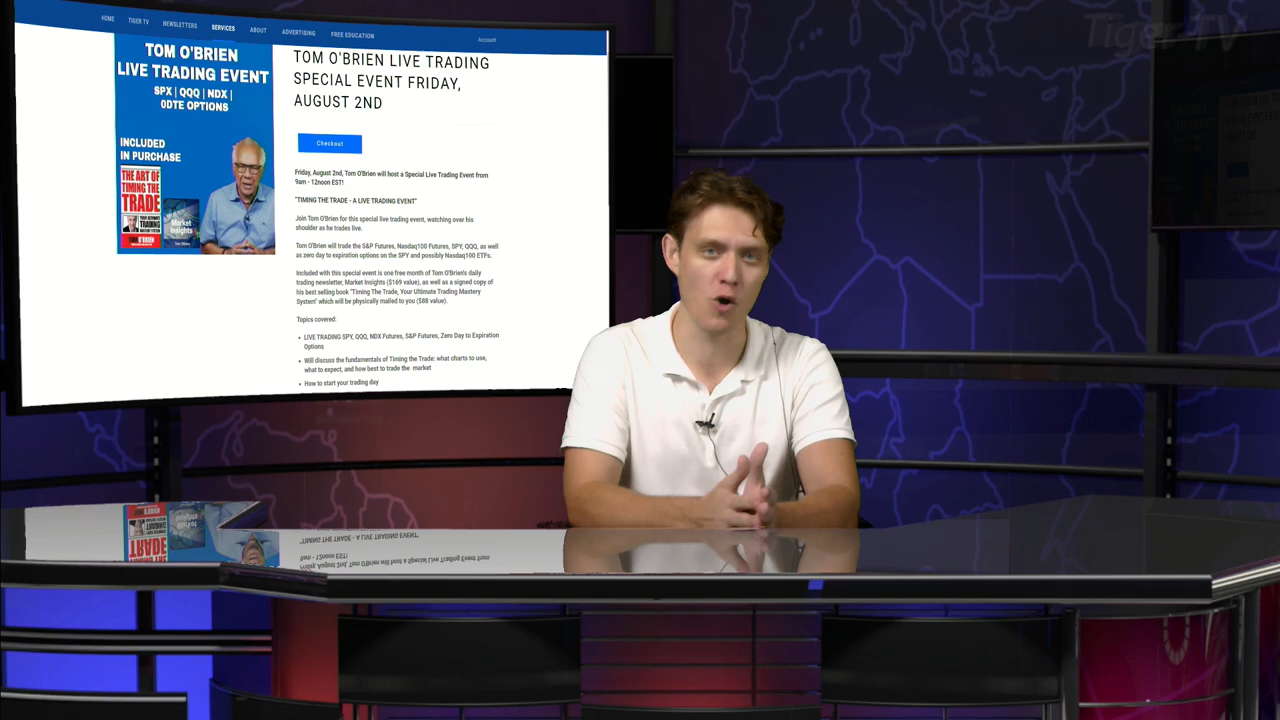 HOME TIGER TV NEWSLETTERS SERVICES ABOUT ADVERTISING FREE EDUCATION Account
TOM O'BRIEN
LIVE TRADING EVENT
SPX | QQQ | NDX |
0DTE OPTIONS
INCLUDED
IN PURCHASE
THE ART OF
TIMING THE
TRADE
TOM O'BRIEN
Market
Insights
TOM O'BRIEN LIVE TRADING
SPECIAL EVENT FRIDAY,
AUGUST 2ND
Checkout
Friday, August 2nd, Tom O'Brien will host a Special Live Trading Event from
9am - 12noon EST!
"TIMING THE TRADE - A LIVE TRADING EVENT"
Join Tom O'Brien for this special live trading event, watching over his
shoulder as he trades live.
Tom O'Brien will trade the S&P Futures, Nasdaq100 Futures, SPY, QQQ, as well
as zero day to expiration options on the SPY and possibly Nasdaq100 ETFs.
Included with this special event is one free month of Tom O'Brien's daily
trading newsletter, Market Insights ($169 value), as well as a signed copy of
his best selling book "Timing The Trade, Your Ultimate Trading Mastery
System" which will be physically mailed to you ($88 value).
Topics covered:
• LIVE TRADING SPY, QQQ, NDX Futures, S&P Futures, Zero Day to Expiration
Options
• Will discuss the fundamentals of Timing the Trade: what charts to use,
what to expect, and how best to trade the market
• How to start your trading day
Tiger TV